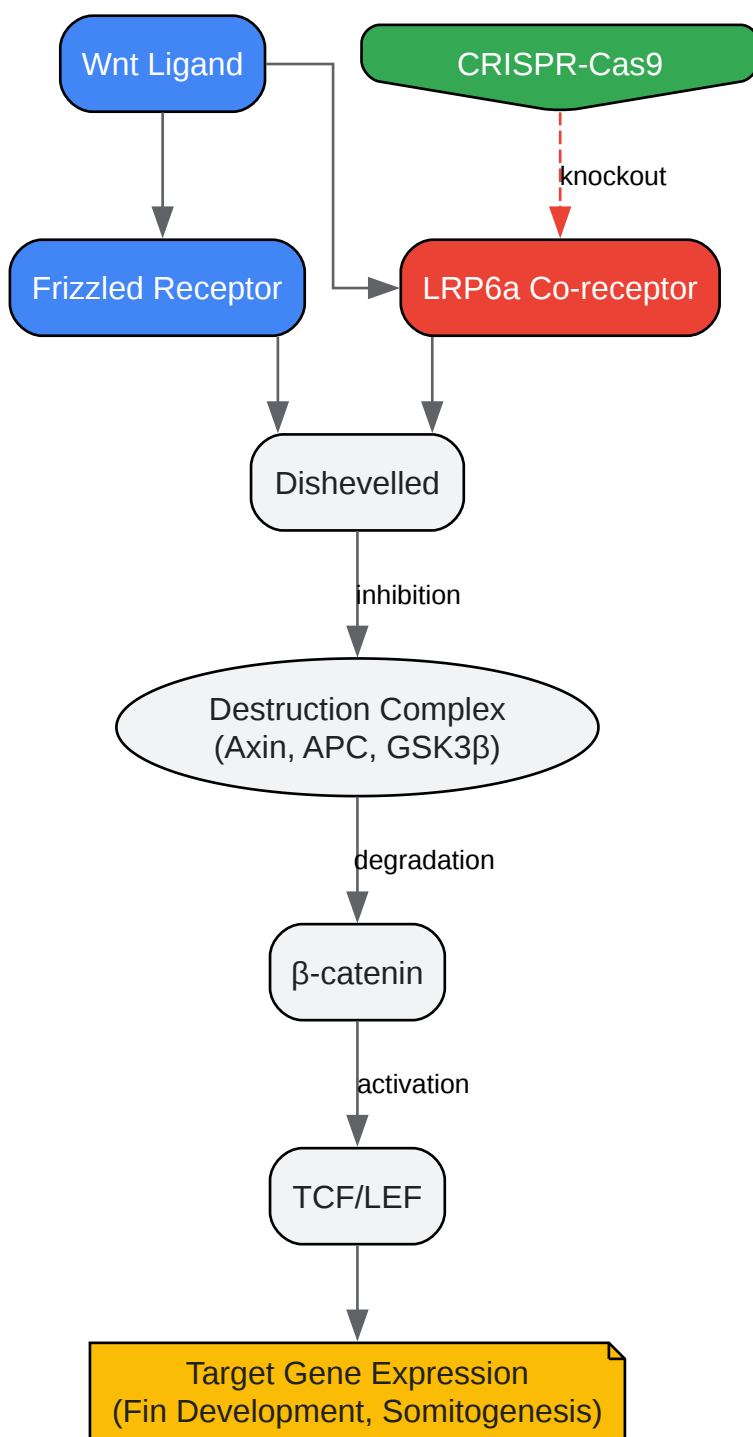 Wnt Ligand
CRISPR-Cas9
knockout
Frizzled Receptor
LRP6a Co-receptor
Dishevelled
inhibition
Destruction Complex
(Axin, APC, GSK3β)
degradation
β-catenin
activation
TCF/LEF
Target Gene Expression
(Fin Development, Somitogenesis)